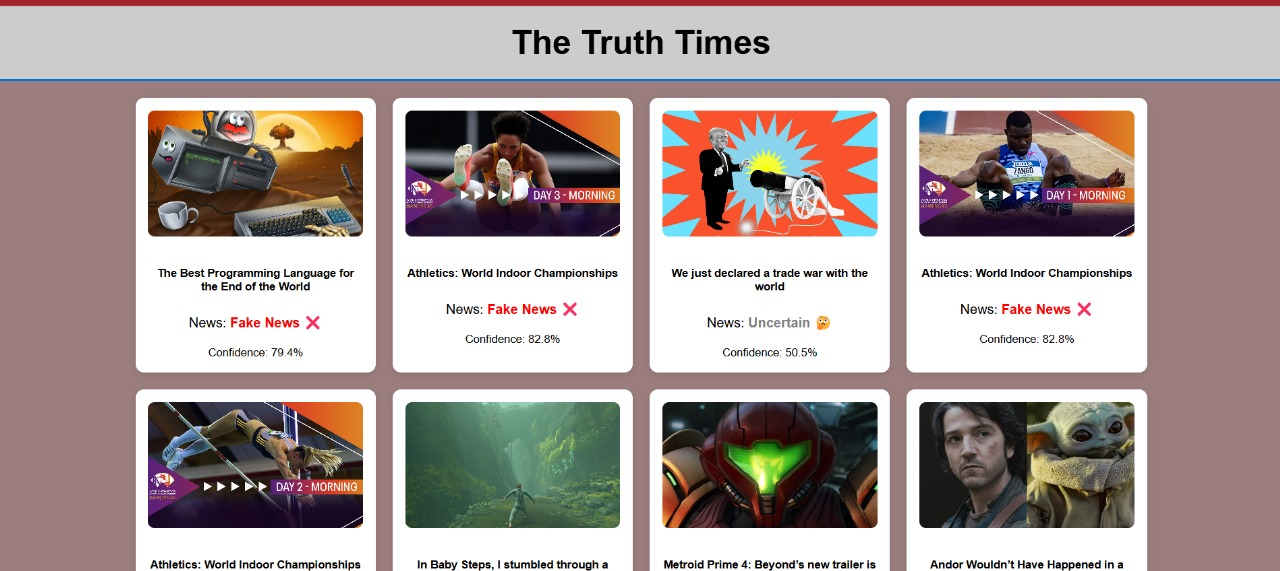 The Truth Times
DAY 3 - MORNING
DAY 1 - MORNING
The Best Programming Language for
the End of the World
News: Fake News ❌
Confidence: 79.4%
Athletics: World Indoor Championships
News: Fake News ❌
Confidence: 82.8%
We just declared a trade war with the
world
News: Uncertain 🤔
Confidence: 50.5%
Athletics: World Indoor Championships
News: Fake News ❌
Confidence: 82.8%
DAY 2 - MORNING
Athletics: World Indoor Championships
In Baby Steps, I stumbled through a
Metroid Prime 4: Beyond’s new trailer is
Andor Wouldn’t Have Happened in a